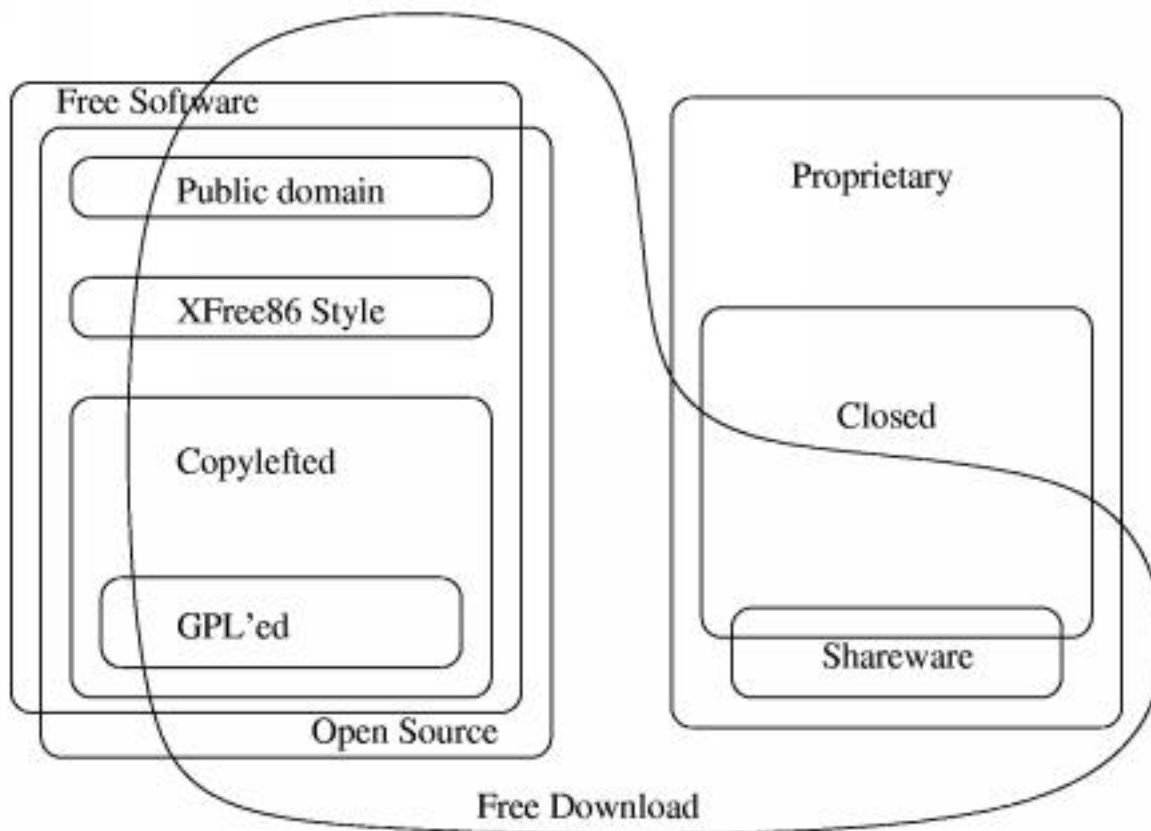 Free Software
Public domain
XFree86 Style
Copylefted
GPL'ed
Open Source
Proprietary
Closed
Shareware
Free Download